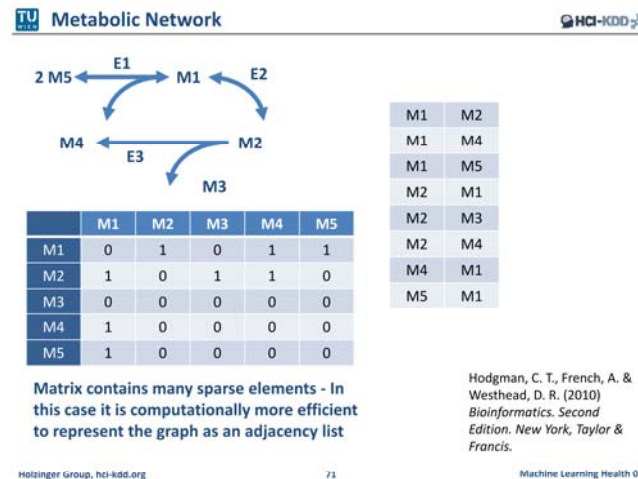 TU
WIEN
Metabolic Network
HCI-KDD
E1
2 M5
M1
E2
M4
M2
E3
M3
M1 M2 M3 M4 M5
M1 0 1 0 1 1
M2 1 0 1 1 0
M3 0 0 0 0 0
M4 1 0 0 0 0
M5 1 0 0 0 0
M1 M2
M1 M4
M1 M5
M2 M1
M2 M3
M2 M4
M4 M1
M5 M1
Matrix contains many sparse elements - In
this case it is computationally more efficient
to represent the graph as an adjacency list
Hodgman, C. T., French, A. &
Westhead, D. R. (2010)
Bioinformatics. Second
Edition. New York, Taylor &
Francis.
Holzinger Group, hci-kdd.org
71
Machine Learning Health 0